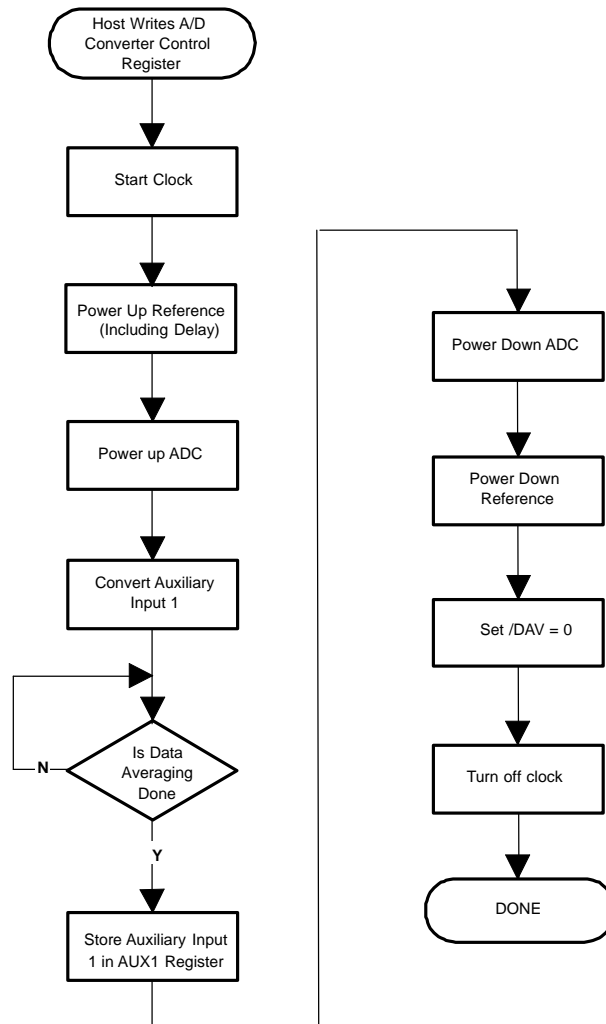 Host Writes A/D
Converter Control
Register
Start Clock
Power Up Reference
(Including Delay)
Power up ADC
Convert Auxiliary
Input 1
Is Data
Averaging
Done
N
Y
Store Auxiliary Input
1 in AUX1 Register
Power Down ADC
Power Down
Reference
Set /DAV = 0
Turn off clock
DONE